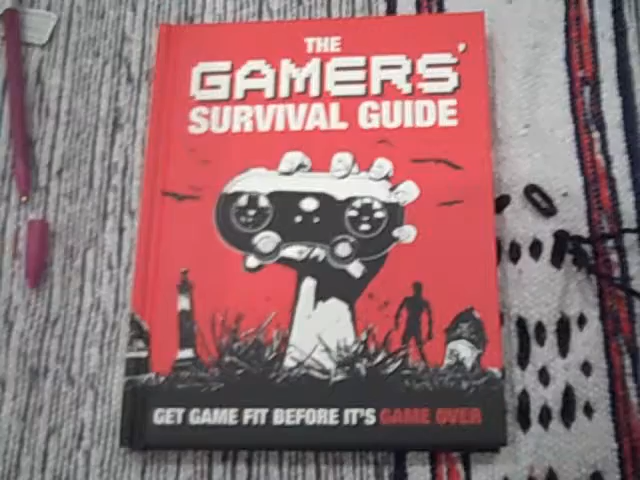 THE
GAMERS'
SURVIVAL GUIDE
GET GAME FIT BEFORE IT'S GAME OVER